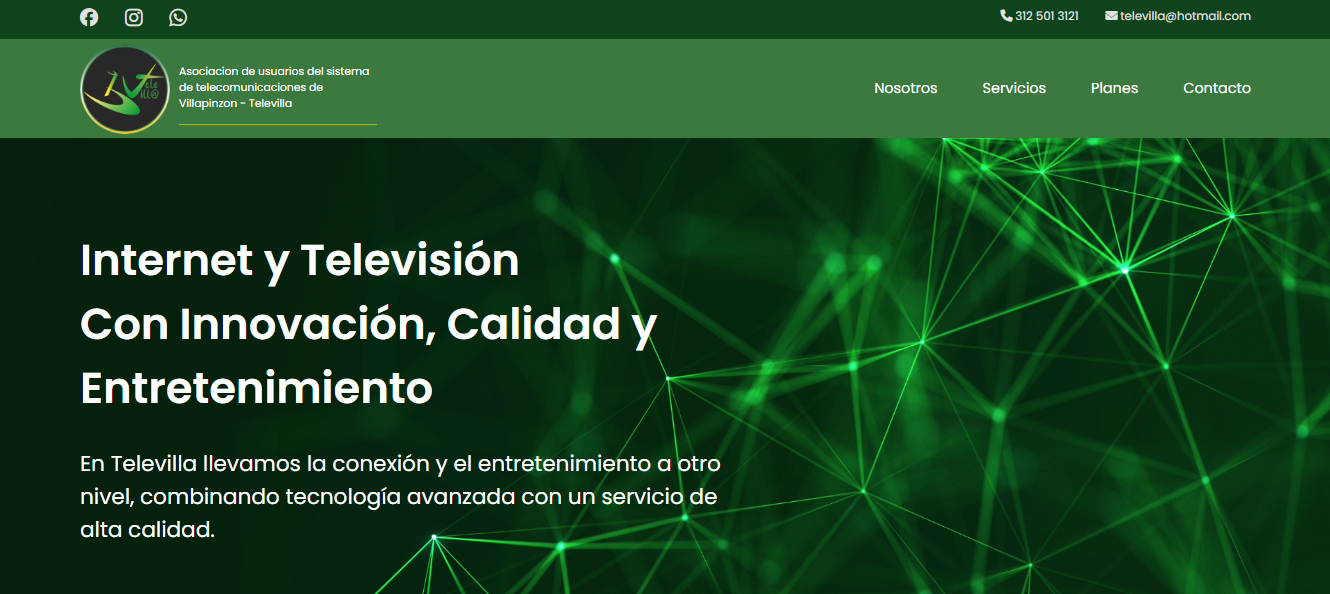 312 501 3121
televilla@hotmail.com
Asociacion de usuarios del sistema
de telecomunicaciones de
Villapinzon - Televilla
Nosotros
Servicios
Planes
Contacto
Internet y Televisión
Con Innovación, Calidad y
Entretenimiento
En Televilla llevamos la conexión y el entretenimiento a otro
nivel, combinando tecnología avanzada con un servicio de
alta calidad.